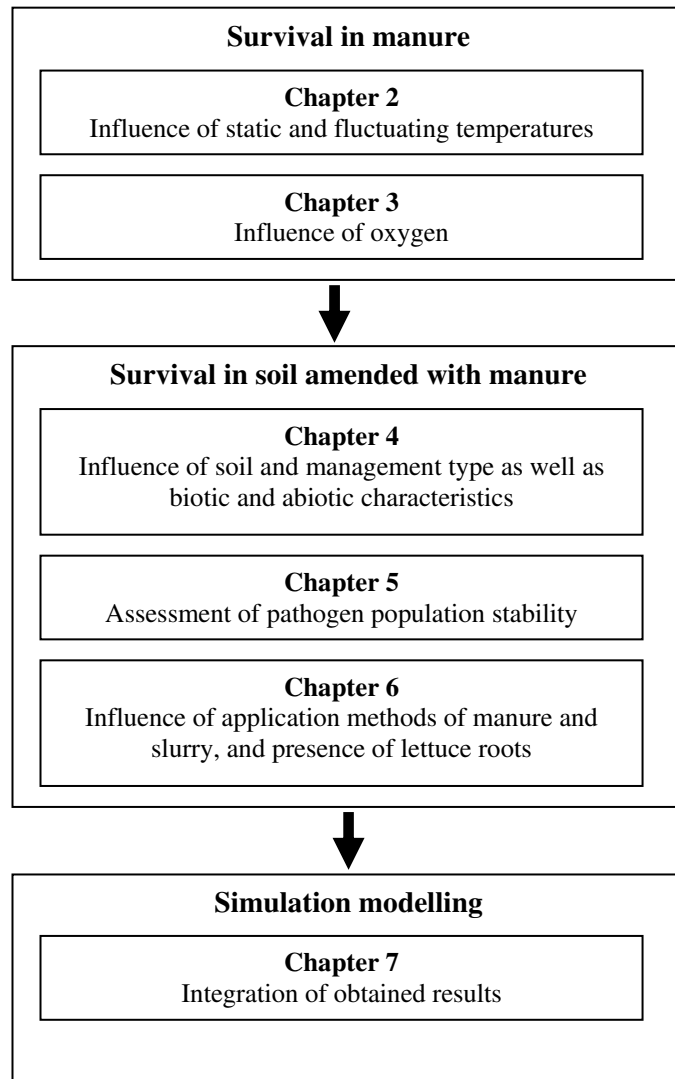 Survival in manure
Chapter 2
Influence of static and fluctuating temperatures
Chapter 3
Influence of oxygen
Survival in soil amended with manure
Chapter 4
Influence of soil and management type as well as
biotic and abiotic characteristics
Chapter 5
Assessment of pathogen population stability
Chapter 6
Influence of application methods of manure and
slurry, and presence of lettuce roots
Simulation modelling
Chapter 7
Integration of obtained results